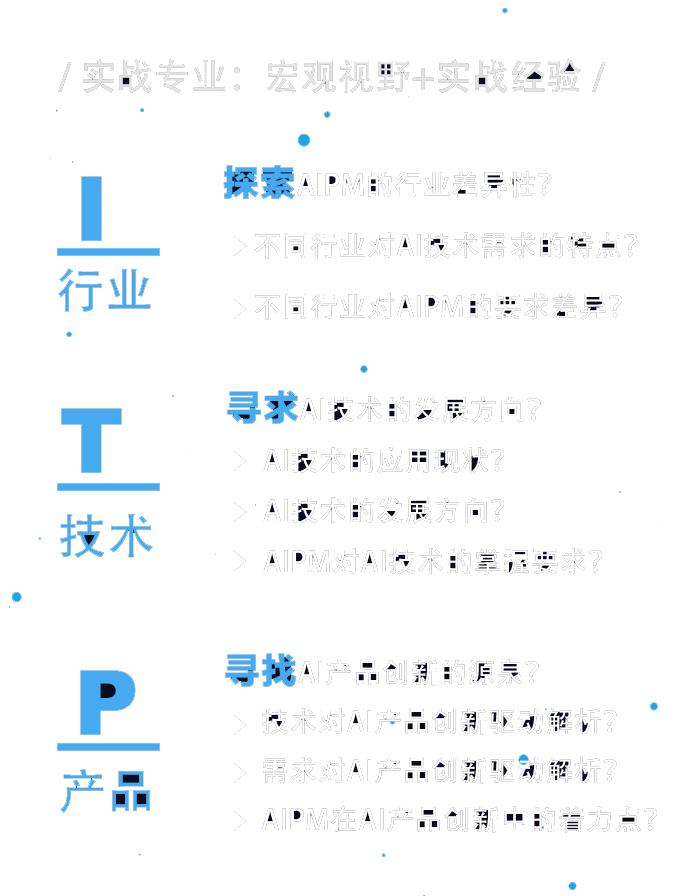 / 实战专业：宏观视野+实战经验 /
I
行业
探索AIPM的行业差异性？
> 不同行业对AI技术需求的特点？
> 不同行业对AIPM的要求差异？
T
技术
寻求AI技术的发展方向？
> AI技术的应用现状？
> AI技术的发展方向？
> AIPM对AI技术的掌握要求？
P
产品
寻找AI产品创新的源泉？
> 技术对AI产品创新驱动解析？
> 需求对AI产品创新驱动解析？
> AIPM在AI产品创新中的着力点？